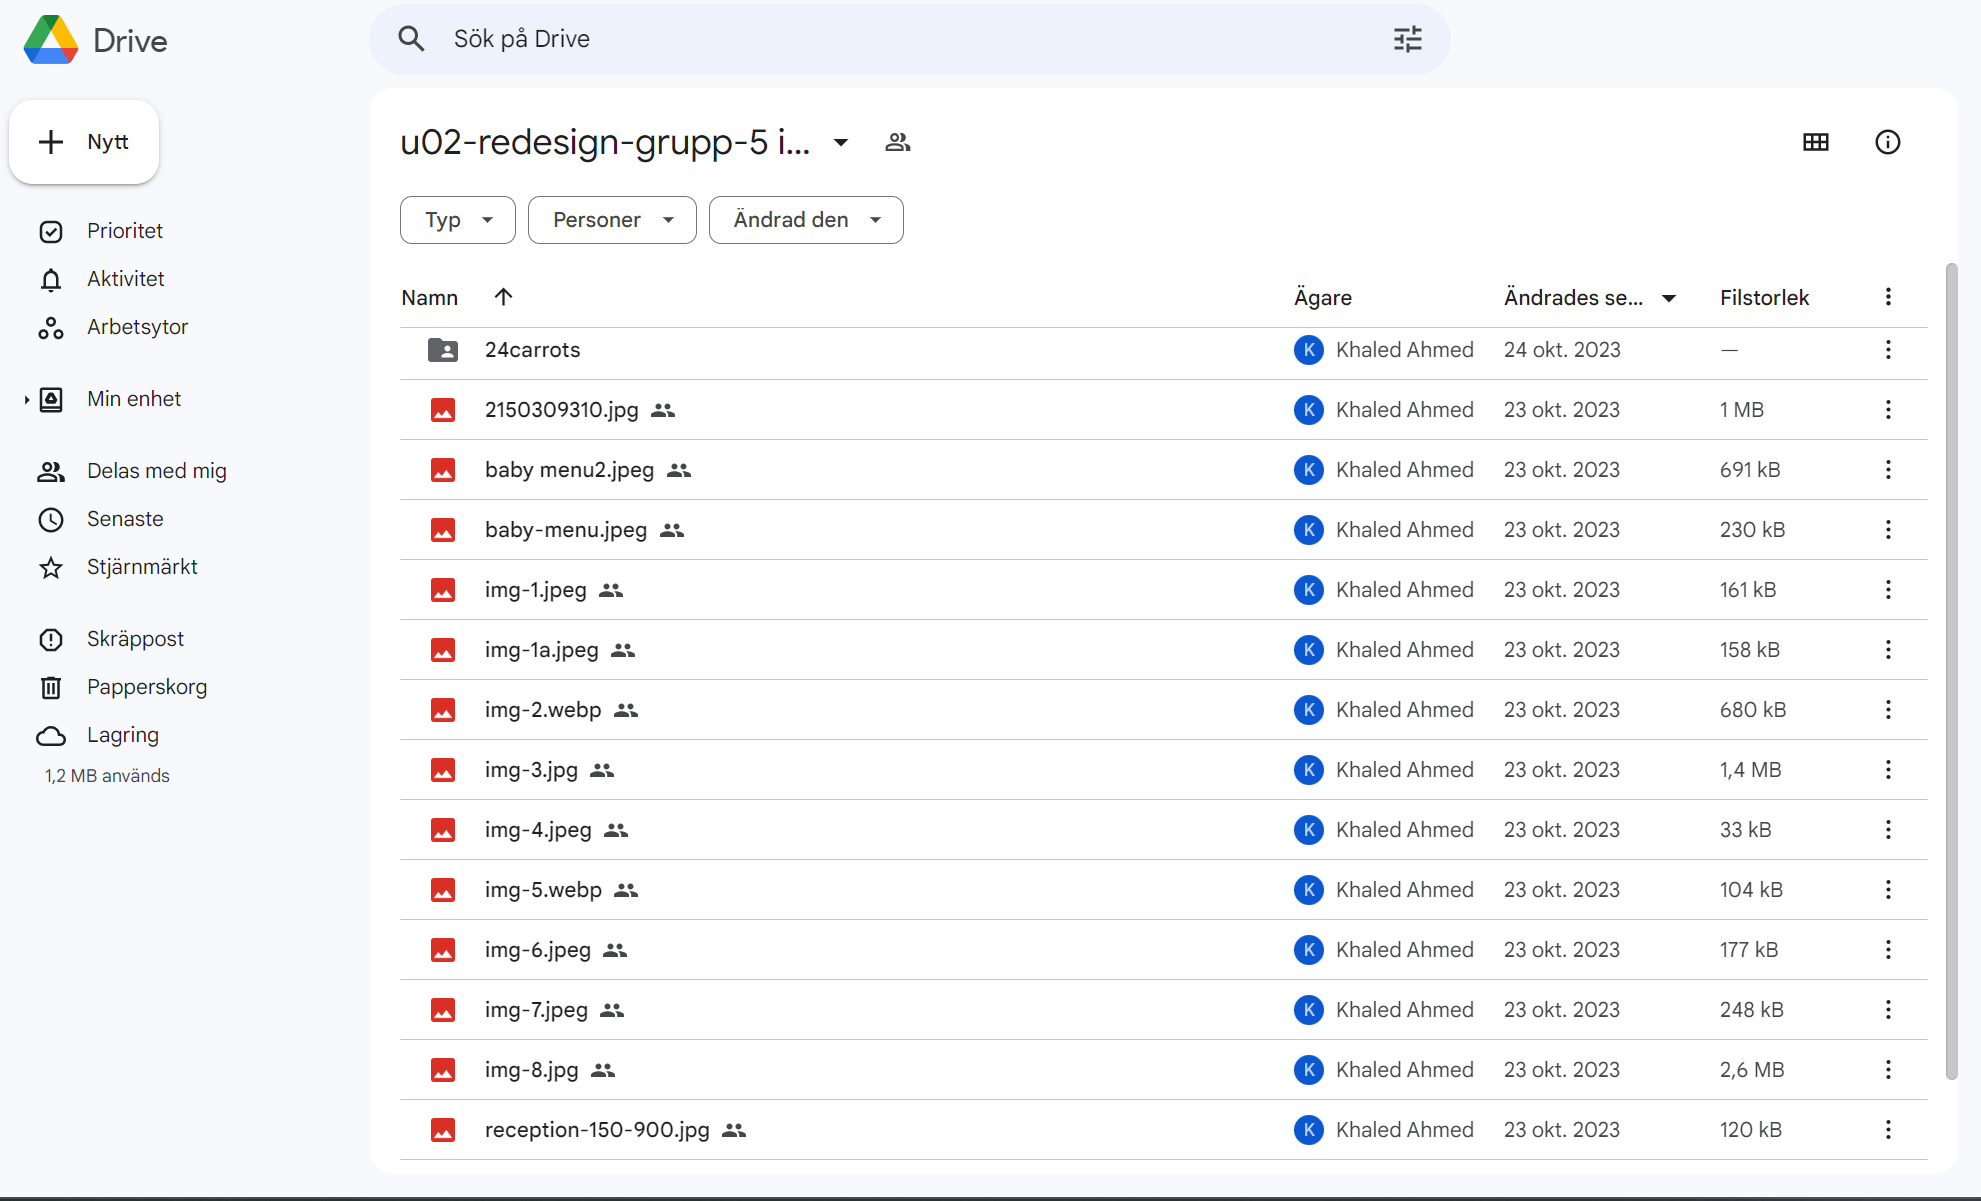 Drive
Sök på Drive
Nytt
u02-redesign-grupp-5 i...
Typ
Personer
Ändrad den
Prioritet
Aktivitet
Arbetsytor
Min enhet
Delas med mig
Senaste
Stjärnmärkt
Skräppost
Papperskorg
Lagring
1,2 MB används
Namn Ägare Ändrades se... Filstorlek
24carrots K Khaled Ahmed 24 okt. 2023 —
2150309310.jpg K Khaled Ahmed 23 okt. 2023 1 MB
baby menu2.jpeg K Khaled Ahmed 23 okt. 2023 691 kB
baby-menu.jpeg K Khaled Ahmed 23 okt. 2023 230 kB
img-1.jpeg K Khaled Ahmed 23 okt. 2023 161 kB
img-1a.jpeg K Khaled Ahmed 23 okt. 2023 158 kB
img-2.webp K Khaled Ahmed 23 okt. 2023 680 kB
img-3.jpg K Khaled Ahmed 23 okt. 2023 1,4 MB
img-4.jpeg K Khaled Ahmed 23 okt. 2023 33 kB
img-5.webp K Khaled Ahmed 23 okt. 2023 104 kB
img-6.jpeg K Khaled Ahmed 23 okt. 2023 177 kB
img-7.jpeg K Khaled Ahmed 23 okt. 2023 248 kB
img-8.jpg K Khaled Ahmed 23 okt. 2023 2,6 MB
reception-150-900.jpg K Khaled Ahmed 23 okt. 2023 120 kB